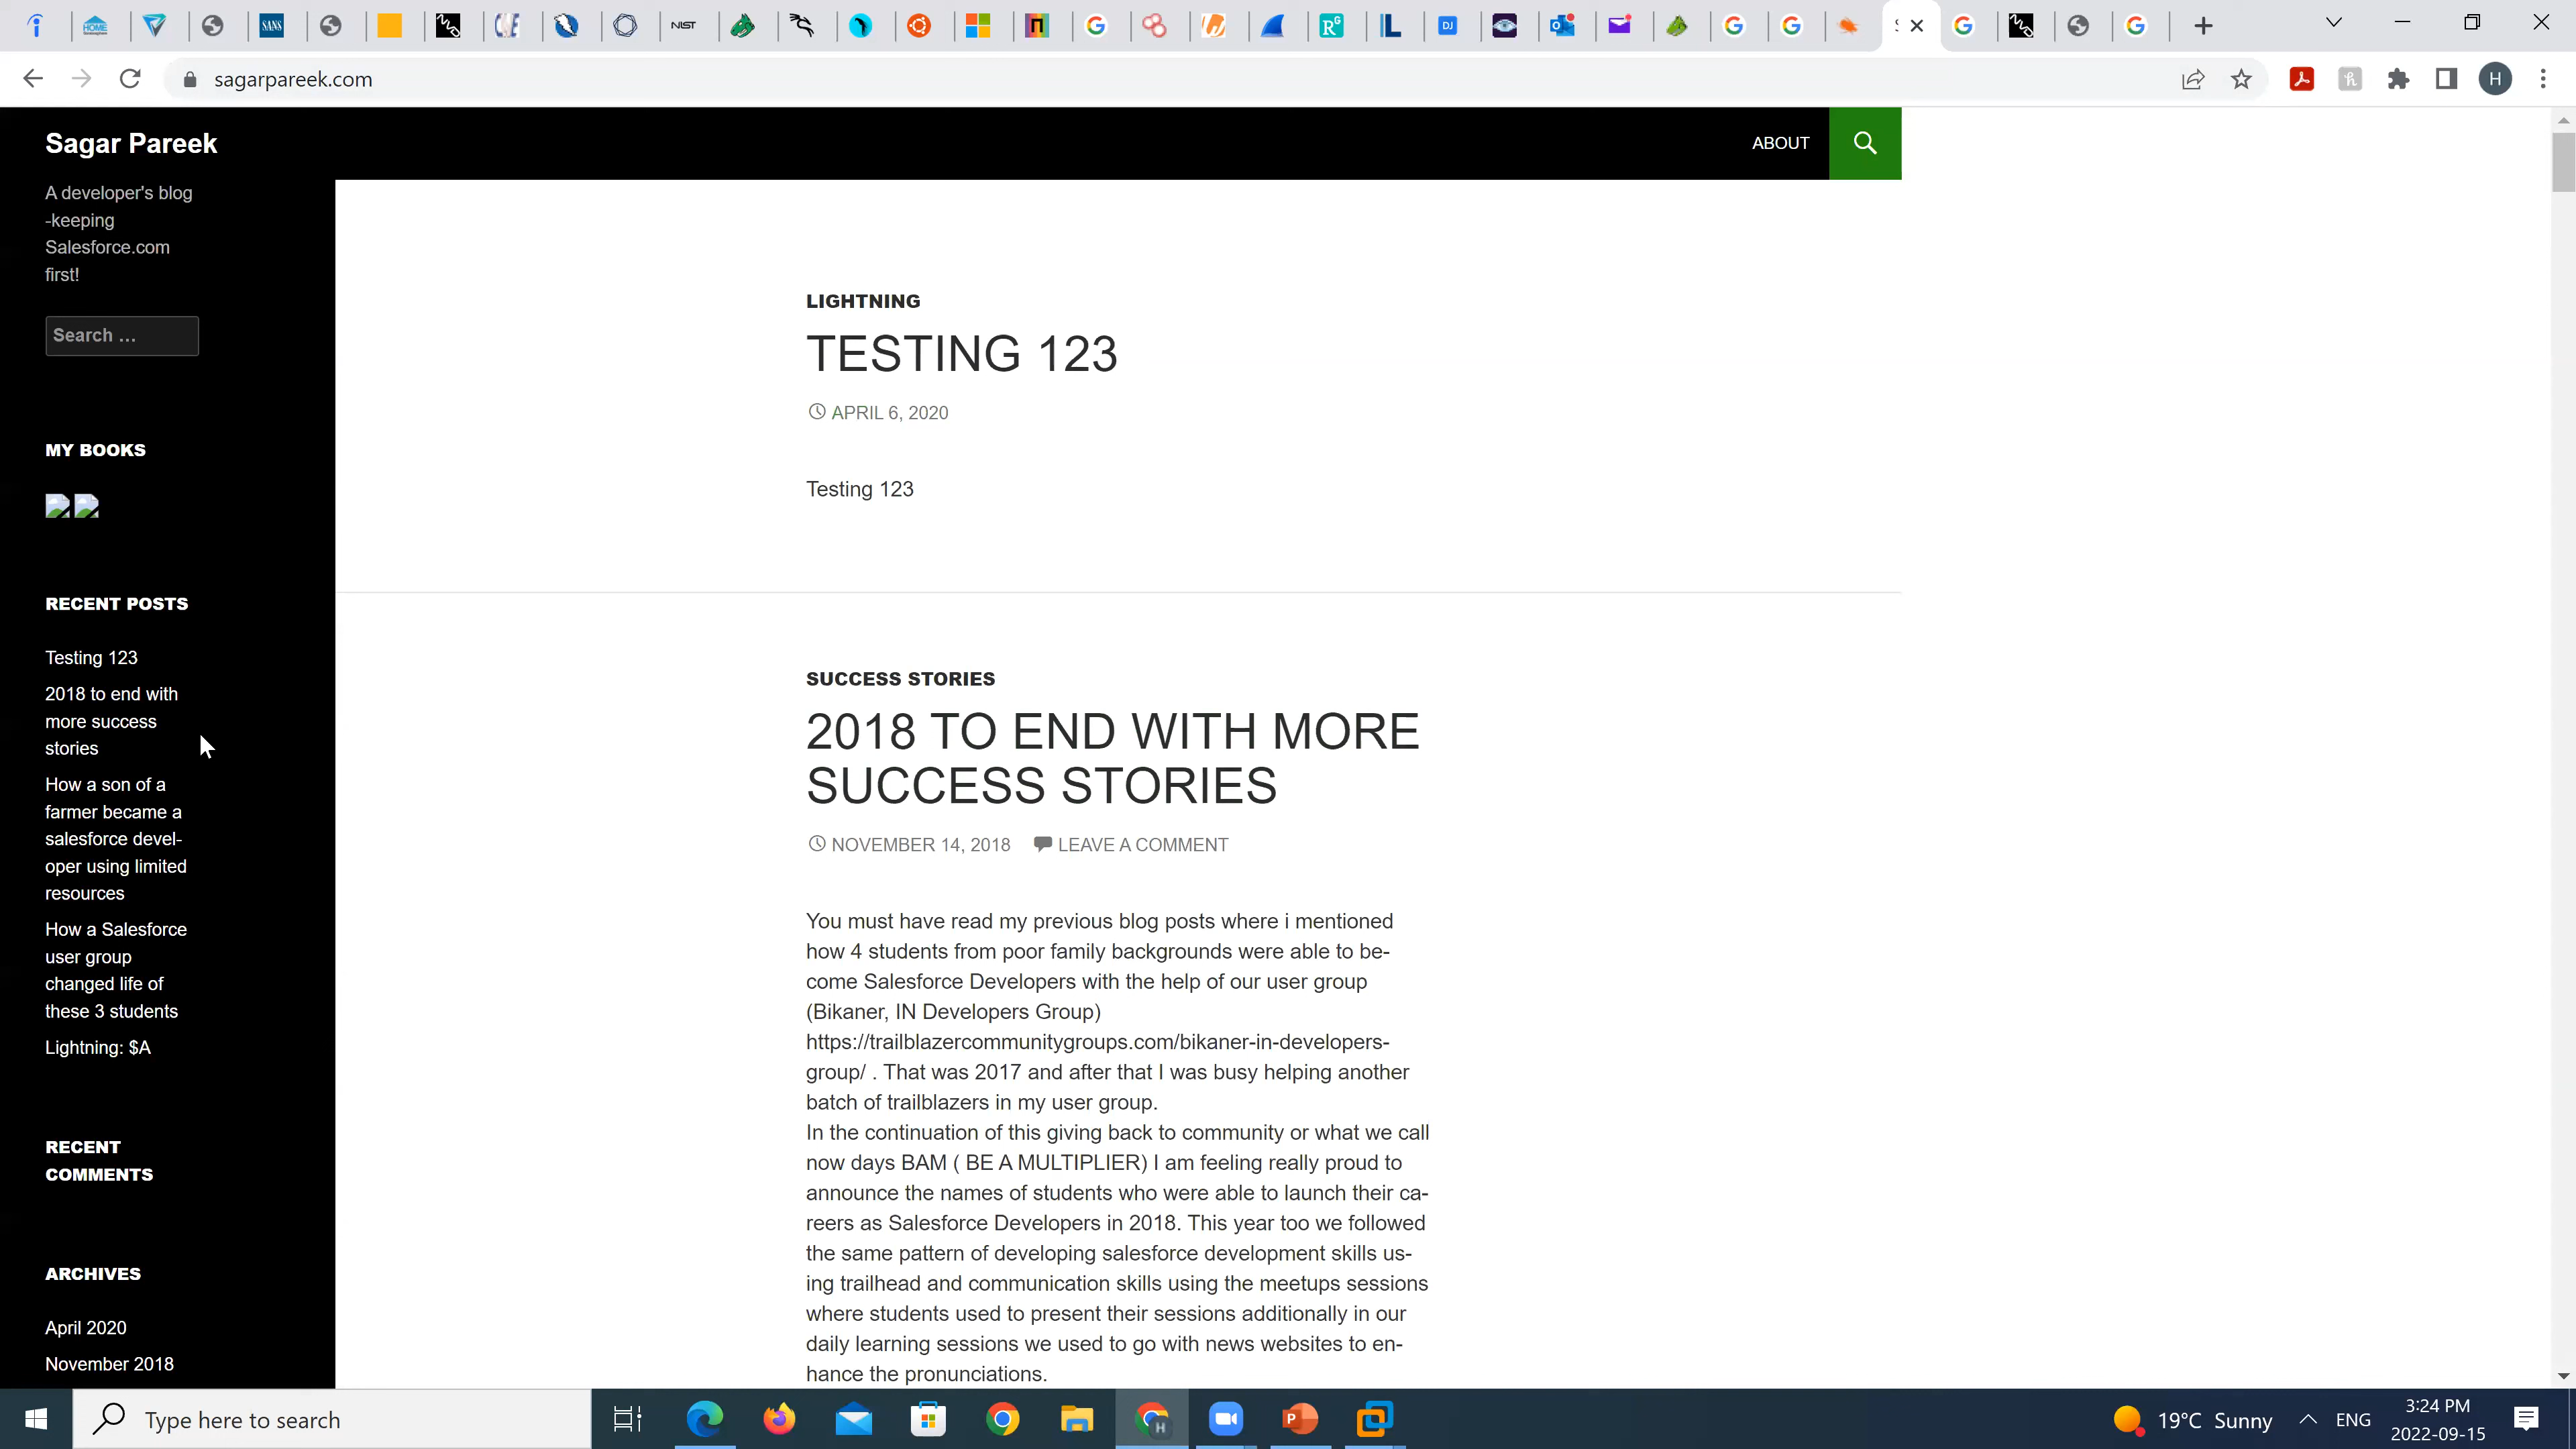 sagarpareek.com
Sagar Pareek
ABOUT
A developer's blog
-keeping
Salesforce.com
first!
Search ...
MY BOOKS
RECENT POSTS
Testing 123
2018 to end with
more success
stories
How a son of a
farmer became a
salesforce devel-
oper using limited
resources
How a Salesforce
user group
changed life of
these 3 students
Lightning: $A
RECENT
COMMENTS
ARCHIVES
April 2020
November 2018
LIGHTNING
TESTING 123
APRIL 6, 2020
Testing 123
SUCCESS STORIES
2018 TO END WITH MORE
SUCCESS STORIES
NOVEMBER 14, 2018 LEAVE A COMMENT
You must have read my previous blog posts where i mentioned
how 4 students from poor family backgrounds were able to be-
come Salesforce Developers with the help of our user group
(Bikaner, IN Developers Group)
https://trailblazercommunitygroups.com/bikaner-in-developers-
group/ . That was 2017 and after that I was busy helping another
batch of trailblazers in my user group.
In the continuation of this giving back to community or what we call
now days BAM ( BE A MULTIPLIER) I am feeling really proud to
announce the names of students who were able to launch their ca-
reers as Salesforce Developers in 2018. This year too we followed
the same pattern of developing salesforce development skills us-
ing trailhead and communication skills using the meetups sessions
where students used to present their sessions additionally in our
daily learning sessions we used to go with news websites to en-
hance the pronunciations.
Type here to search
19°C Sunny
ENG
3:24 PM
2022-09-15